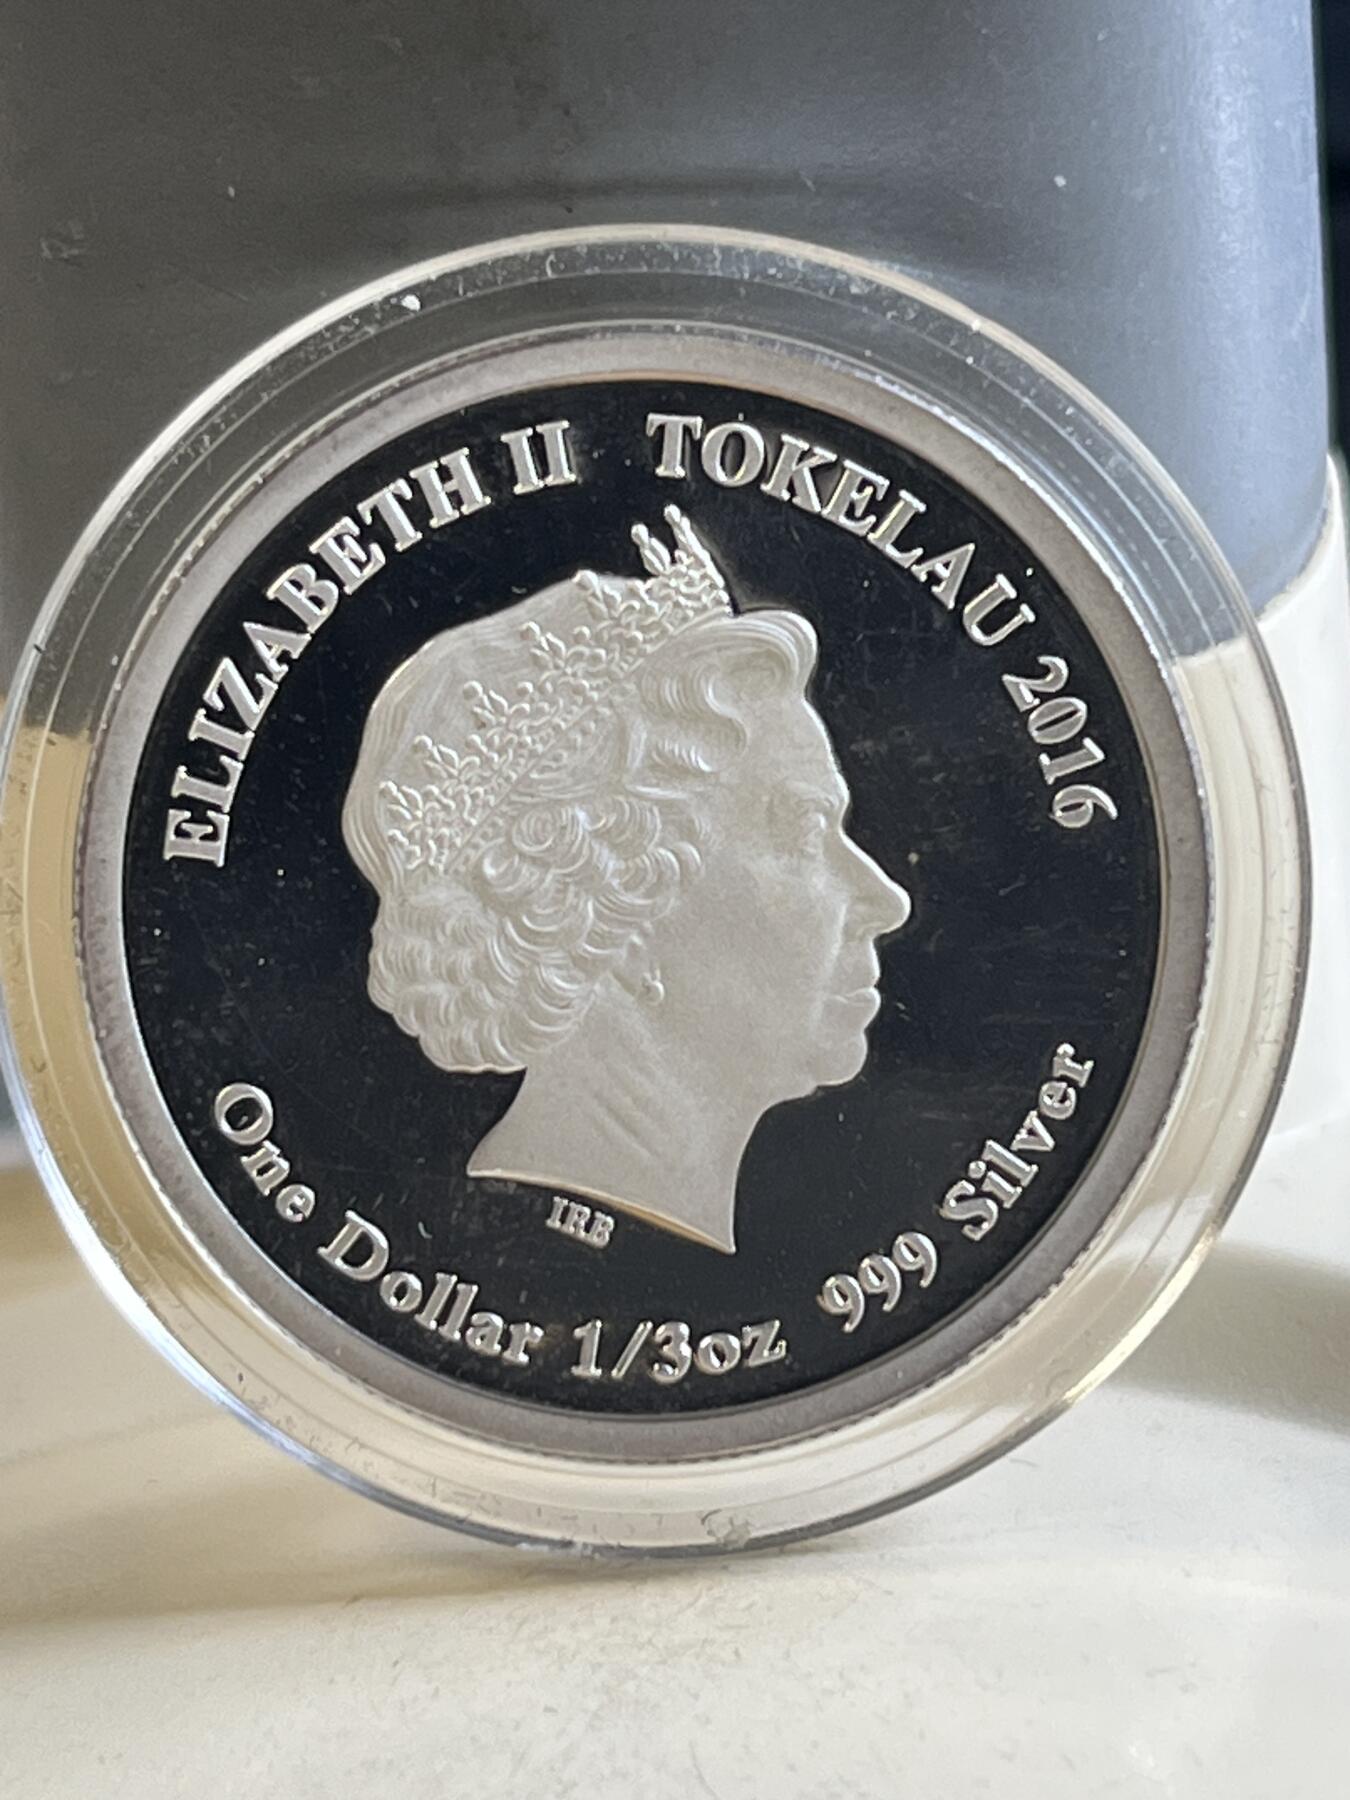 ELIZABETH II TOKELAU 2016
IRB
One Dollar 1/3oz 999 Silver